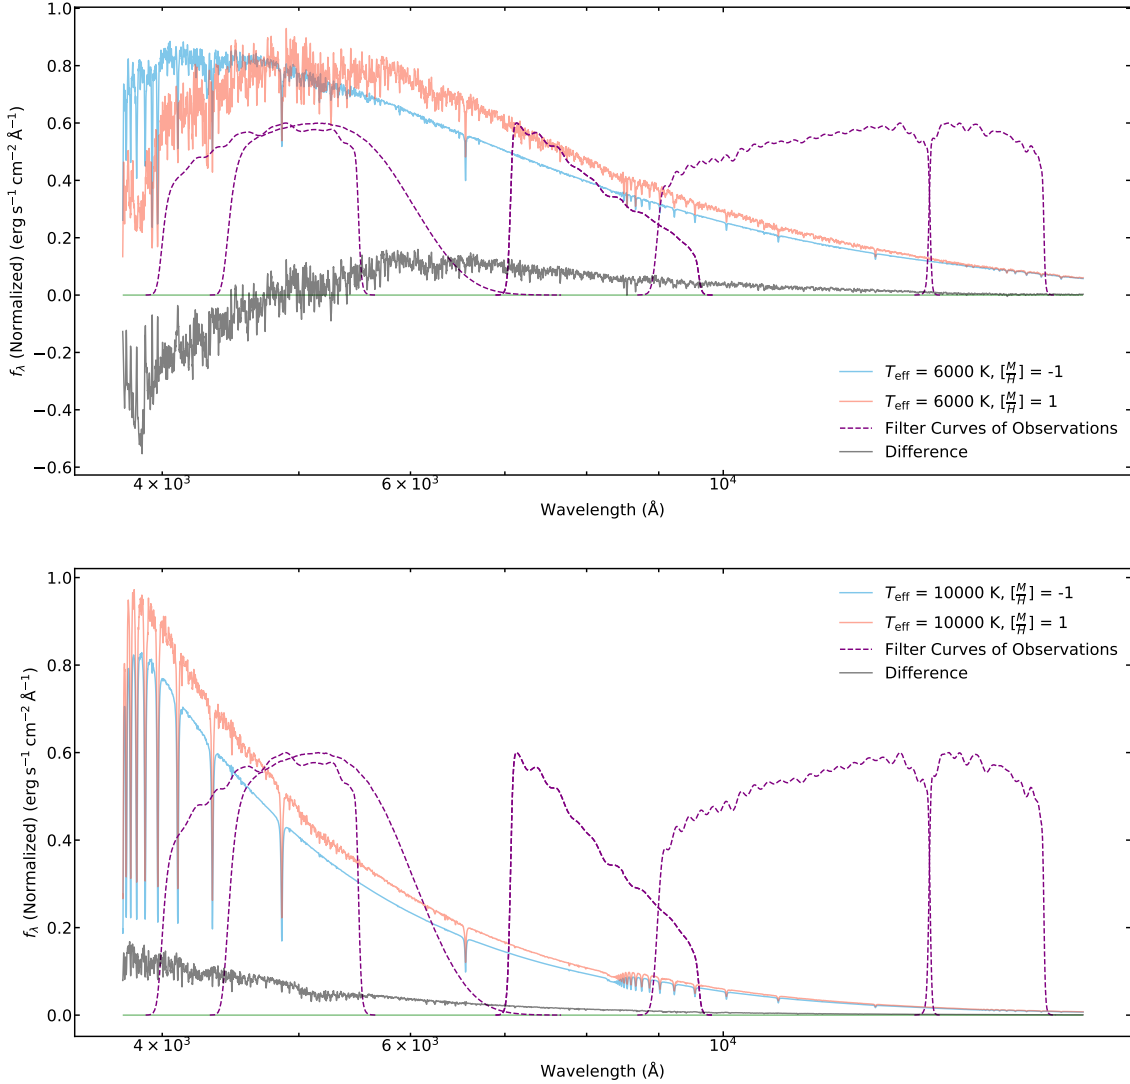 1.0
0.8
0.6
0.4
0.2
0.0
−0.2
−0.4
−0.6
f_λ (Normalized) (erg s⁻¹ cm⁻² Å⁻¹)
T_eff = 6000 K, [M/H] = -1
T_eff = 6000 K, [M/H] = 1
Filter Curves of Observations
Difference
4 × 10³ 6 × 10³ 10⁴
Wavelength (Å)
1.0
0.8
0.6
0.4
0.2
0.0
f_λ (Normalized) (erg s⁻¹ cm⁻² Å⁻¹)
T_eff = 10000 K, [M/H] = -1
T_eff = 10000 K, [M/H] = 1
Filter Curves of Observations
Difference
4 × 10³ 6 × 10³ 10⁴
Wavelength (Å)